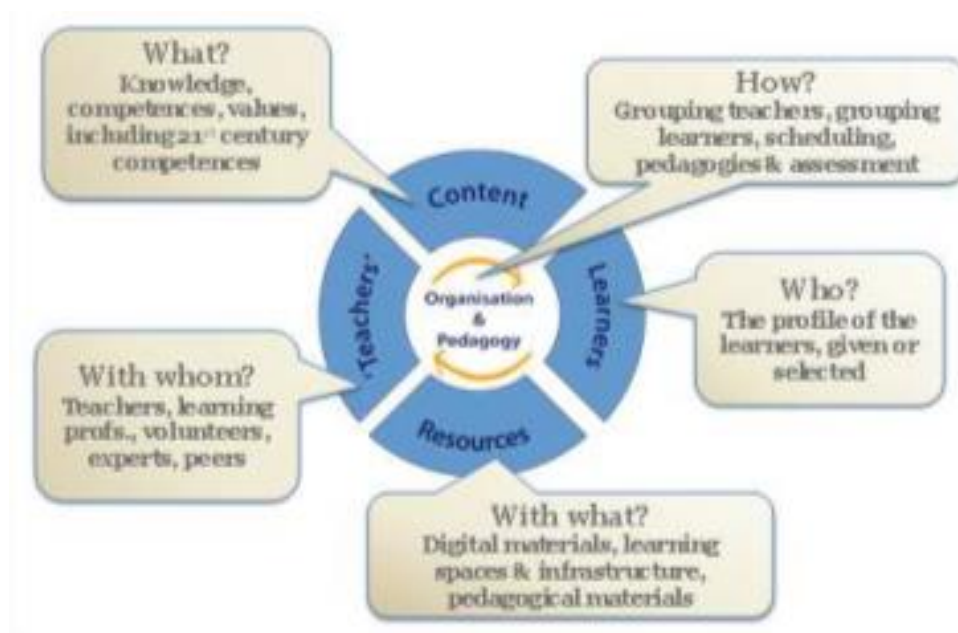 What?
Knowledge,
competences, values,
including 21st century
competences
How?
Grouping teachers, grouping
learners, scheduling,
pedagogies & assessment
Content
'Teachers'
Learners
Organisation
&
Pedagogy
Resources
Who?
The profile of the
learners, given or
selected
With whom?
Teachers, learning
profs., volunteers,
experts, peers
With what?
Digital materials, learning
spaces & infrastructure,
pedagogical materials